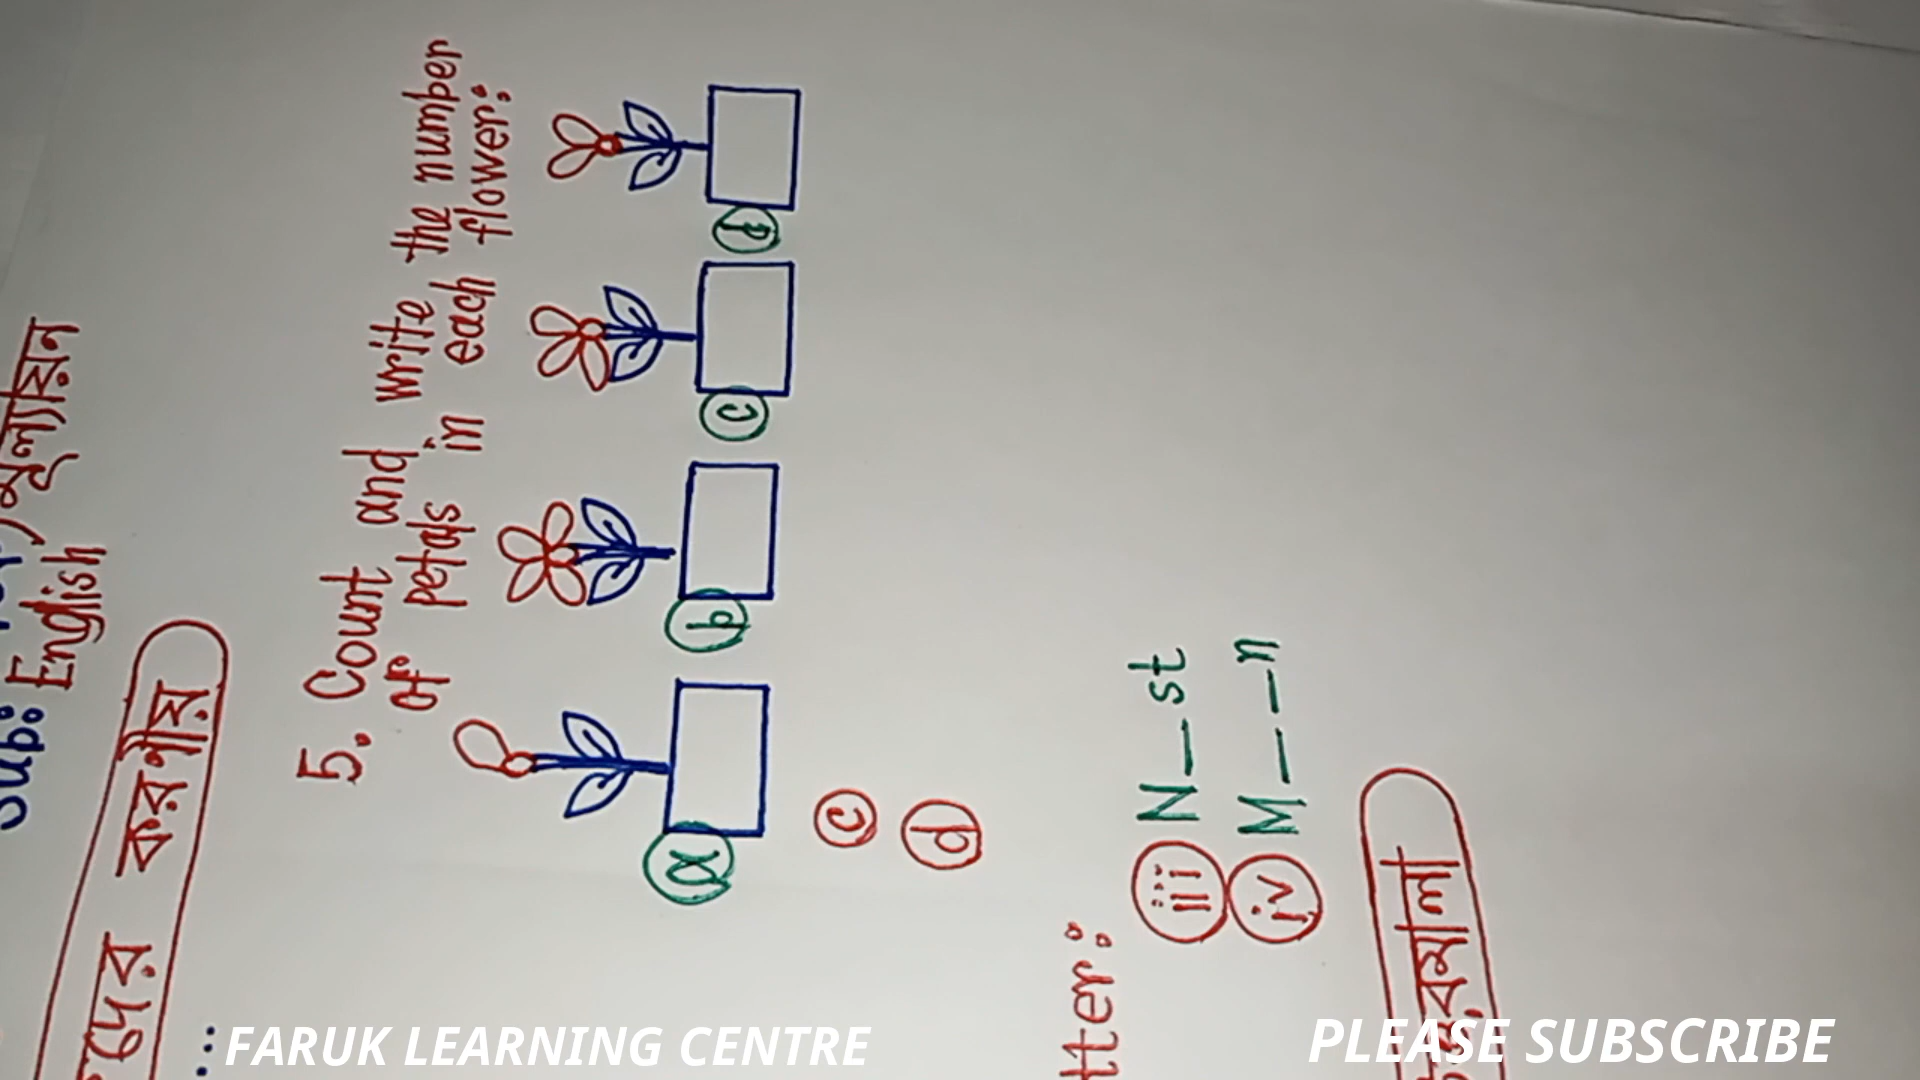 Sub: English
মূল্যায়ন
দের করণীয়
5. Count and write the number
of petals in each flower:
a b c f
c
d
tter:
iii N_st
iv M__n
FARUK LEARNING CENTRE
PLEASE SUBSCRIBE